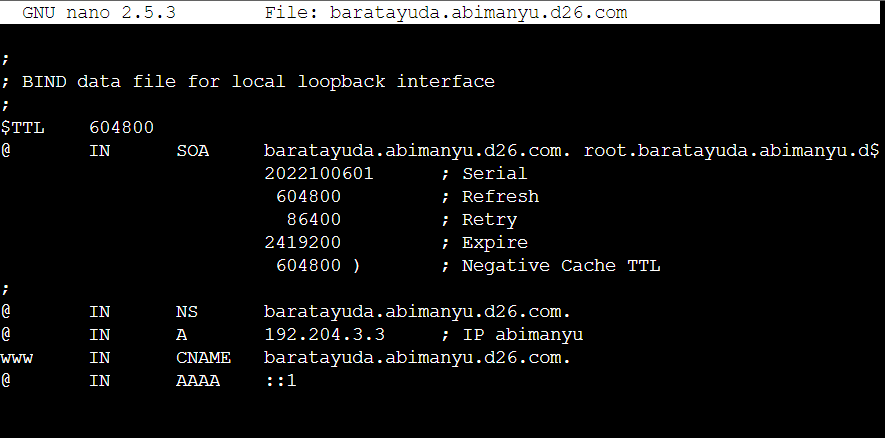 GNU nano 2.5.3        File: baratayuda.abimanyu.d26.com
;
; BIND data file for local loopback interface
;
$TTL    604800
@       IN      SOA     baratayuda.abimanyu.d26.com. root.baratayuda.abimanyu.d$
                        2022100601      ; Serial
                         604800         ; Refresh
                          86400         ; Retry
                        2419200         ; Expire
                         604800 )       ; Negative Cache TTL
;
@       IN      NS      baratayuda.abimanyu.d26.com.
@       IN      A       192.204.3.3     ; IP abimanyu
www     IN      CNAME   baratayuda.abimanyu.d26.com.
@       IN      AAAA    ::1